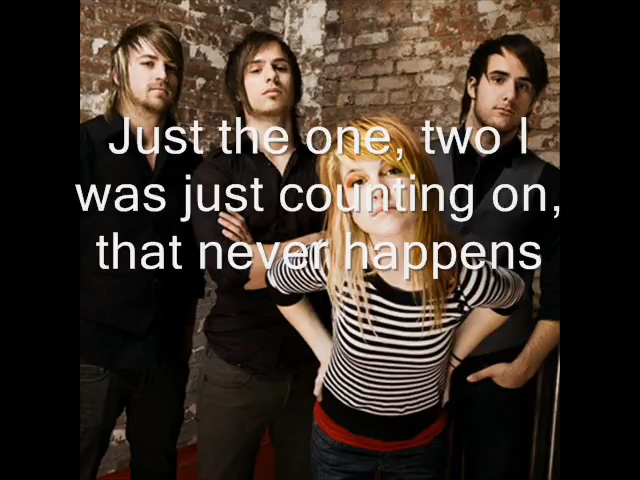 Just the one, two I
was just counting on,
that never happens